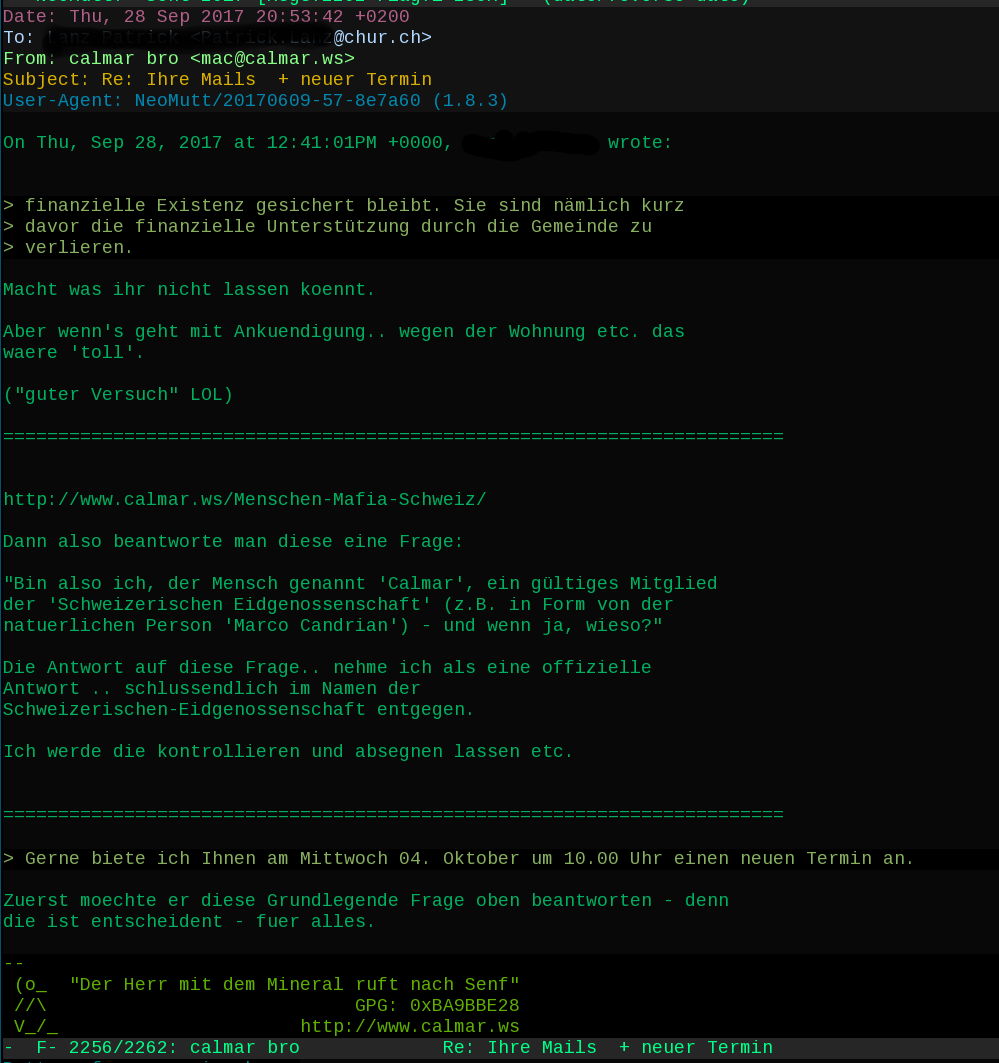 Date: Thu, 28 Sep 2017 20:53:42 +0200
To: @chur.ch>
From: calmar bro <mac@calmar.ws>
Subject: Re: Ihre Mails  + neuer Termin
User-Agent: NeoMutt/20170609-57-8e7a60 (1.8.3)
On Thu, Sep 28, 2017 at 12:41:01PM +0000, wrote:
> finanzielle Existenz gesichert bleibt. Sie sind nämlich kurz
> davor die finanzielle Unterstützung durch die Gemeinde zu
> verlieren.
Macht was ihr nicht lassen koennt.
Aber wenn's geht mit Ankuendigung.. wegen der Wohnung etc. das
waere 'toll'.
("guter Versuch" LOL)
=======================================================================
http://www.calmar.ws/Menschen-Mafia-Schweiz/
Dann also beantworte man diese eine Frage:
"Bin also ich, der Mensch genannt 'Calmar', ein gültiges Mitglied
der 'Schweizerischen Eidgenossenschaft' (z.B. in Form von der
natuerlichen Person 'Marco Candrian') - und wenn ja, wieso?"
Die Antwort auf diese Frage.. nehme ich als eine offizielle
Antwort .. schlussendlich im Namen der
Schweizerischen-Eidgenossenschaft entgegen.
Ich werde die kontrollieren und absegnen lassen etc.
=======================================================================
> Gerne biete ich Ihnen am Mittwoch 04. Oktober um 10.00 Uhr einen neuen Termin an.
Zuerst moechte er diese Grundlegende Frage oben beantworten - denn
die ist entscheident - fuer alles.
--
(o_  "Der Herr mit dem Mineral ruft nach Senf"
//\ GPG: 0xBA9BBE28
V_/_ http://www.calmar.ws
-  F- 2256/2262: calmar bro Re: Ihre Mails  + neuer Termin